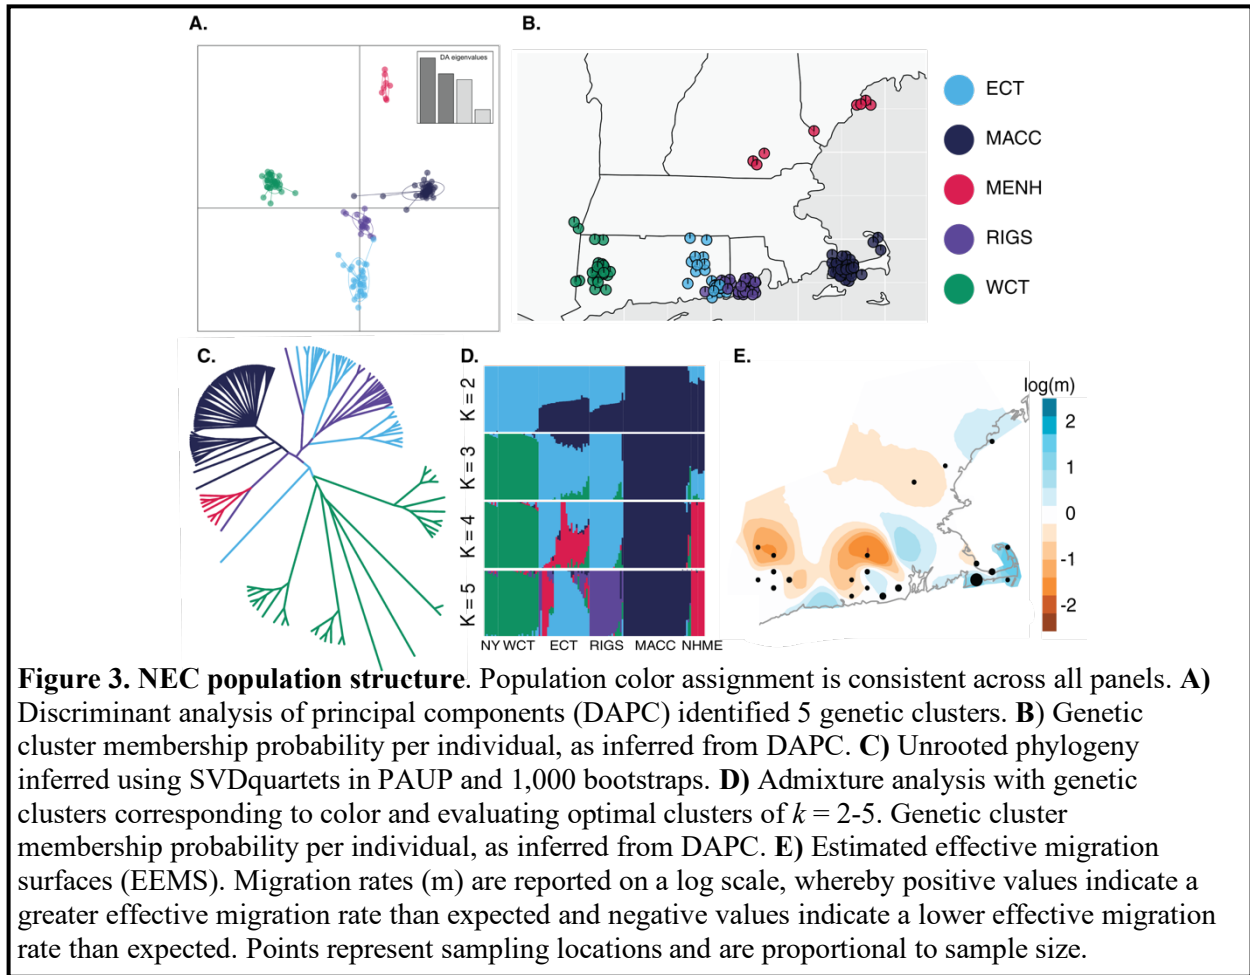 A.
B.
DA eigenvalues
ECT
MACC
MENH
RIGS
WCT
C.
D.
E.
K = 2
K = 3
K = 4
K = 5
NY WCT ECT RIGS MACC NHME
log(m)
2
1
0
-1
-2
Figure 3. NEC population structure. Population color assignment is consistent across all panels. A)
Discriminant analysis of principal components (DAPC) identified 5 genetic clusters. B) Genetic
cluster membership probability per individual, as inferred from DAPC. C) Unrooted phylogeny
inferred using SVDquartets in PAUP and 1,000 bootstraps. D) Admixture analysis with genetic
clusters corresponding to color and evaluating optimal clusters of k = 2-5. Genetic cluster
membership probability per individual, as inferred from DAPC. E) Estimated effective migration
surfaces (EEMS). Migration rates (m) are reported on a log scale, whereby positive values indicate a
greater effective migration rate than expected and negative values indicate a lower effective migration
rate than expected. Points represent sampling locations and are proportional to sample size.